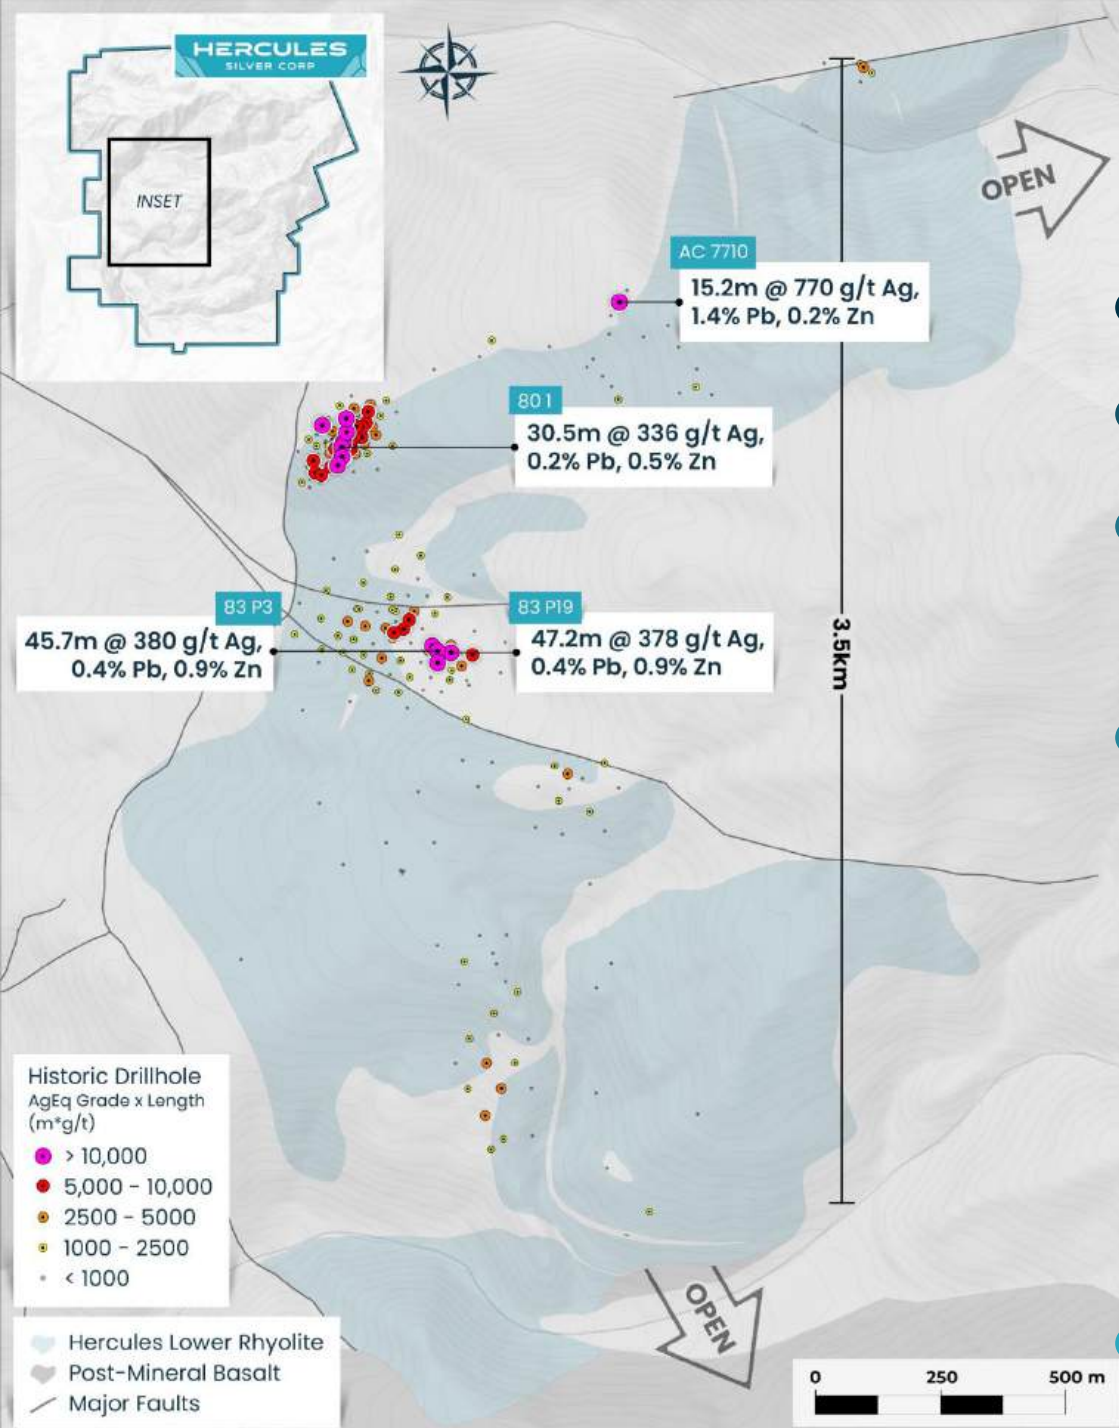 HERCULES
SILVER CORP
INSET
OPEN
AC 7710
15.2m @ 770 g/t Ag,
1.4% Pb, 0.2% Zn
80 1
30.5m @ 336 g/t Ag,
0.2% Pb, 0.5% Zn
83 P3
45.7m @ 380 g/t Ag,
0.4% Pb, 0.9% Zn
83 P19
47.2m @ 378 g/t Ag,
0.4% Pb, 0.9% Zn
3.5km
Historic Drillhole
AgEq Grade x Length
(m*g/t)
> 10,000
5,000 - 10,000
2500 - 5000
1000 - 2500
< 1000
Hercules Lower Rhyolite
Post-Mineral Basalt
Major Faults
OPEN
0 250 500 m